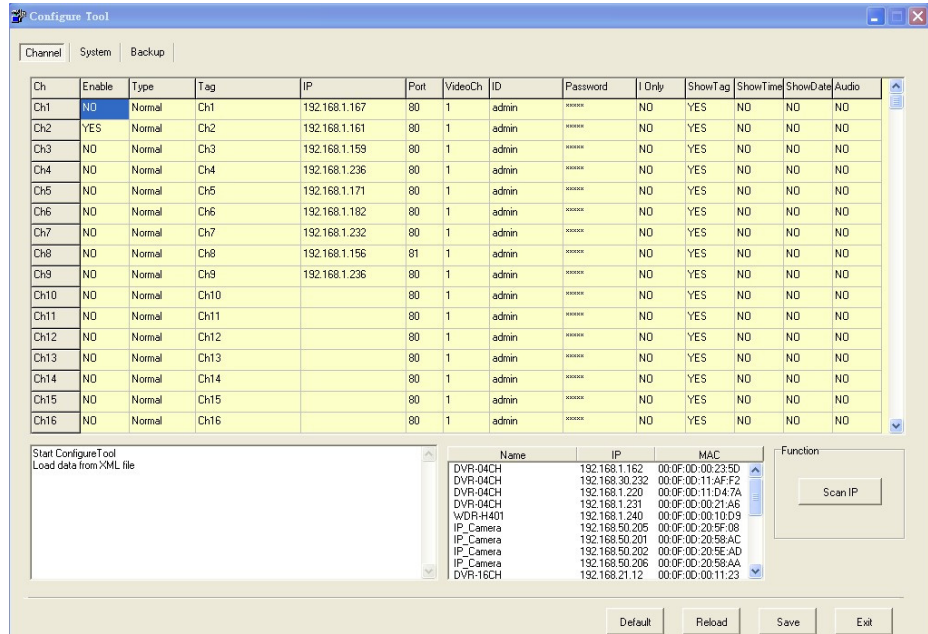 Configure Tool
Channel System Backup
Ch Enable Type Tag IP Port VideoCh ID Password I Only ShowTag ShowTime ShowDate Audio
Ch1 NO Normal Ch1 192.168.1.167 80 1 admin ***** NO YES NO NO NO
Ch2 YES Normal Ch2 192.168.1.161 80 1 admin ***** NO YES NO NO NO
Ch3 NO Normal Ch3 192.168.1.159 80 1 admin ***** NO YES NO NO NO
Ch4 NO Normal Ch4 192.168.1.236 80 1 admin ***** NO YES NO NO NO
Ch5 NO Normal Ch5 192.168.1.171 80 1 admin ***** NO YES NO NO NO
Ch6 NO Normal Ch6 192.168.1.182 80 1 admin ***** NO YES NO NO NO
Ch7 NO Normal Ch7 192.168.1.232 80 1 admin ***** NO YES NO NO NO
Ch8 NO Normal Ch8 192.168.1.156 81 1 admin ***** NO YES NO NO NO
Ch9 NO Normal Ch9 192.168.1.236 80 1 admin ***** NO YES NO NO NO
Ch10 NO Normal Ch10 80 1 admin ***** NO YES NO NO NO
Ch11 NO Normal Ch11 80 1 admin ***** NO YES NO NO NO
Ch12 NO Normal Ch12 80 1 admin ***** NO YES NO NO NO
Ch13 NO Normal Ch13 80 1 admin ***** NO YES NO NO NO
Ch14 NO Normal Ch14 80 1 admin ***** NO YES NO NO NO
Ch15 NO Normal Ch15 80 1 admin ***** NO YES NO NO NO
Ch16 NO Normal Ch16 80 1 admin ***** NO YES NO NO NO
Start ConfigureTool
Load data from XML file
Name IP MAC
DVR-04CH 192.168.1.162 00:0F:0D:00:23:5D
DVR-04CH 192.168.30.232 00:0F:0D:11:AF:F2
DVR-04CH 192.168.1.220 00:0F:0D:11:D4:7A
DVR-04CH 192.168.1.231 00:0F:0D:00:21:A6
WDR-H401 192.168.1.240 00:0F:0D:00:10:D9
IP_Camera 192.168.50.205 00:0F:0D:20:5F:08
IP_Camera 192.168.50.201 00:0F:0D:20:58:AC
IP_Camera 192.168.50.202 00:0F:0D:20:5E:AD
IP_Camera 192.168.50.206 00:0F:0D:20:58:AA
DVR-16CH 192.168.21.12 00:0F:0D:00:11:23
Function
Scan IP
Default Reload Save Exit